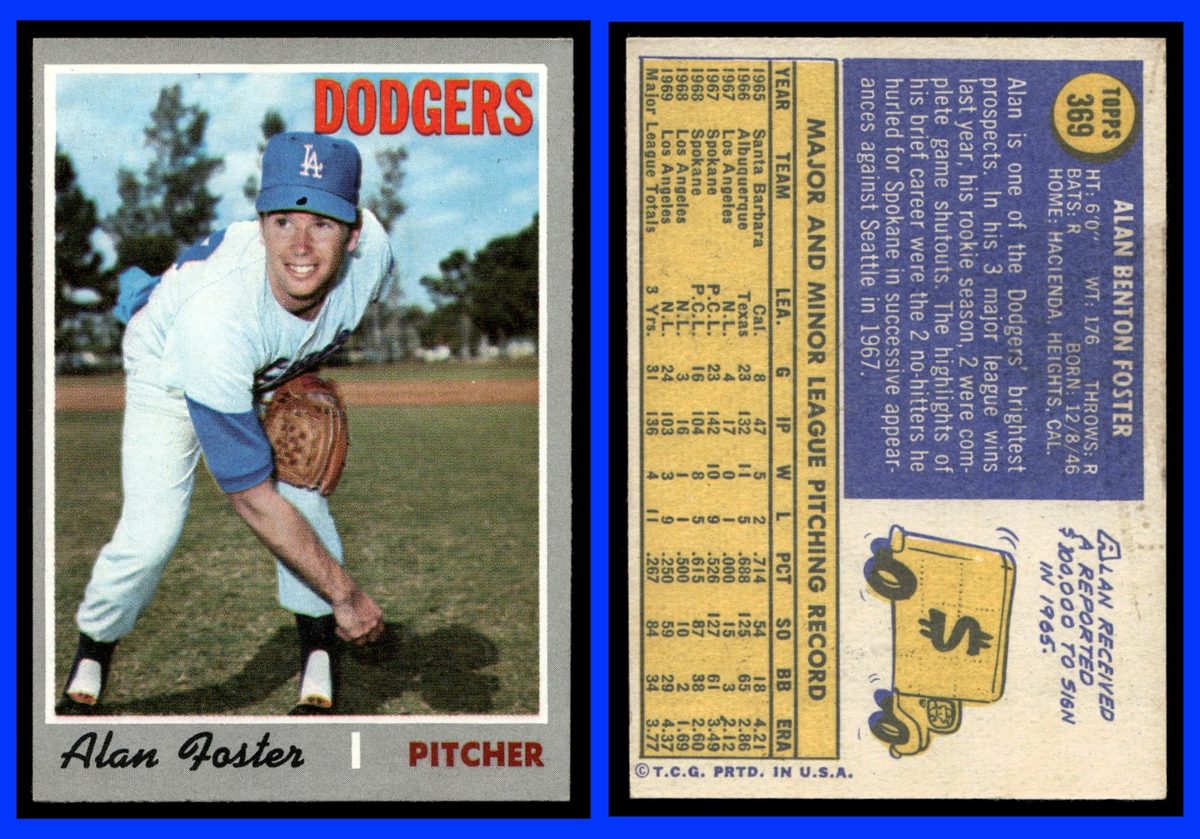 DODGERS
LA
Alan Foster
PITCHER
TOPPS
369
ALAN BENTON FOSTER
HT: 6'0" WT: 176 THROWS: R
BATS: R BORN: 12/8/46
HOME: HACIENDA HEIGHTS, CAL.
Alan is one of the Dodgers' brightest
prospects. In his 3 major league wins
last year, his rookie season, 2 were com-
plete game shutouts. The highlights of
his brief career were the 2 no-hitters he
hurled for Spokane in successive appear-
ances against Seattle in 1967.
ALAN RECEIVED
A REPORTED
$100,000 TO SIGN
IN 1965.
$
MAJOR AND MINOR LEAGUE PITCHING RECORD
YEAR TEAM LEA. G IP W L PCT SO BB ERA
1965 Santa Barbara Cal. 8 47 5 2 .714 54 18 4.21
1966 Albuquerque Texas 23 132 11 5 .688 125 65 2.86
1967 Los Angeles N.L. 4 17 0 1 .000 15 3 2.12
1967 Spokane P.C.L. 23 142 10 9 .526 127 61 3.49
1968 Spokane P.C.L. 16 104 8 5 .615 87 38 2.60
1968 Los Angeles N.L. 3 16 1 1 .500 10 2 1.69
1969 Los Angeles N.L. 24 103 3 9 .250 59 29 4.37
Major League Totals 3 Yrs. 31 136 4 11 .267 84 34 3.77
© T.C.G. PRTD. IN U.S.A.